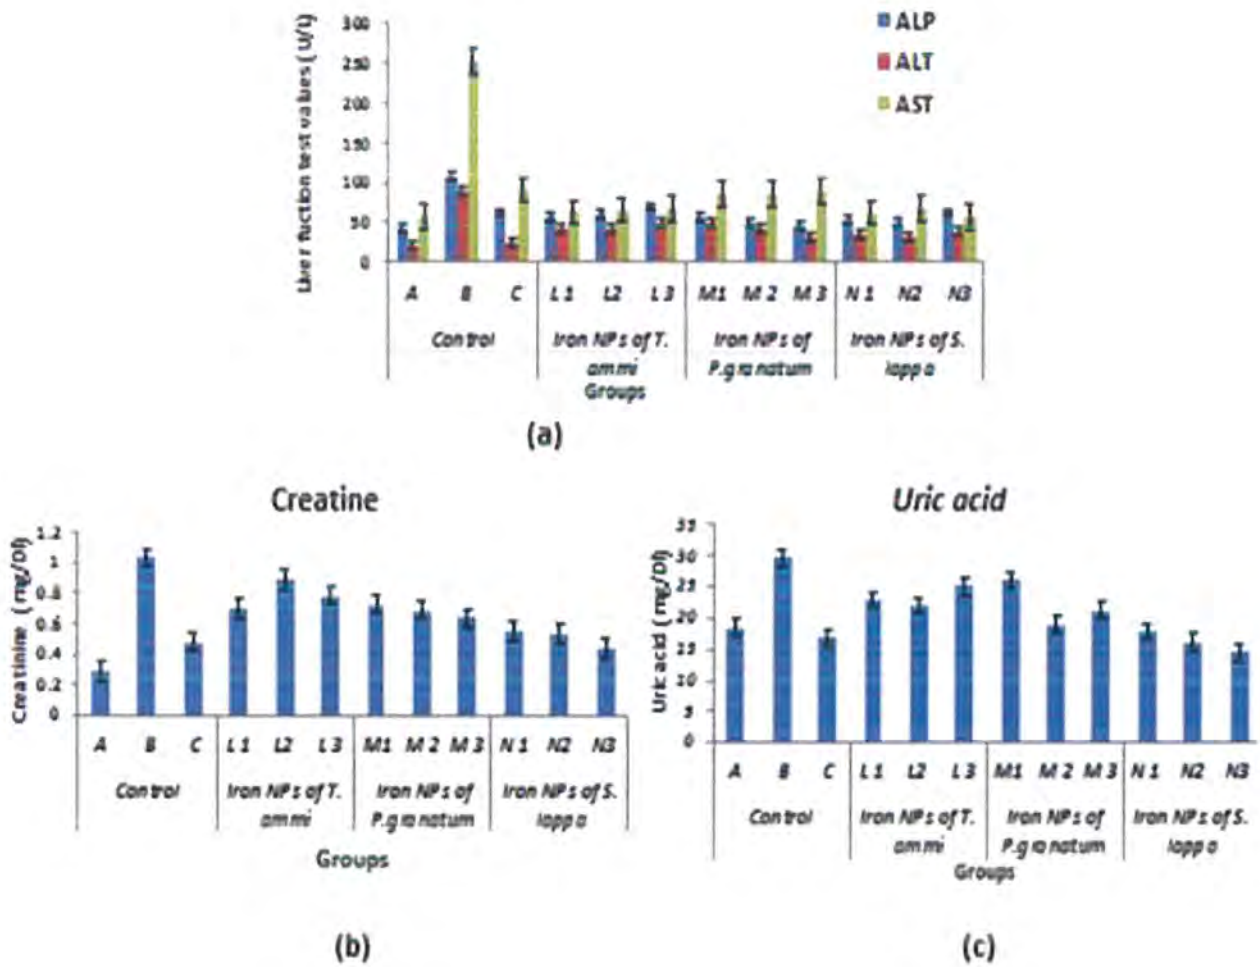 300
250
200
150
100
50
0
Liver fuction test values ( U/L)
ALP
ALT
AST
A B C L 1 L2 L 3 M1 M 2 M 3 N 1 N2 N3
Control Iron NPs of T. ammi Iron NPs of P.granatum Iron NPs of S. lappa
Groups
(a)
Creatine
Creatinine ( mg/Dl)
1.2
1
0.8
0.6
0.4
0.2
0
A B C L 1 L2 L 3 M1 M 2 M 3 N 1 N2 N3
Control Iron NPs of T. ammi Iron NPs of P.granatum Iron NPs of S. lappa
Groups
(b)
Uric acid
Uric acid ( mg/Dl)
35
30
25
20
15
10
5
0
A B C L 1 L2 L 3 M1 M 2 M 3 N 1 N2 N3
Control Iron NPs of T. ammi Iron NPs of P.granatum Iron NPs of S. lappa
Groups
(c)